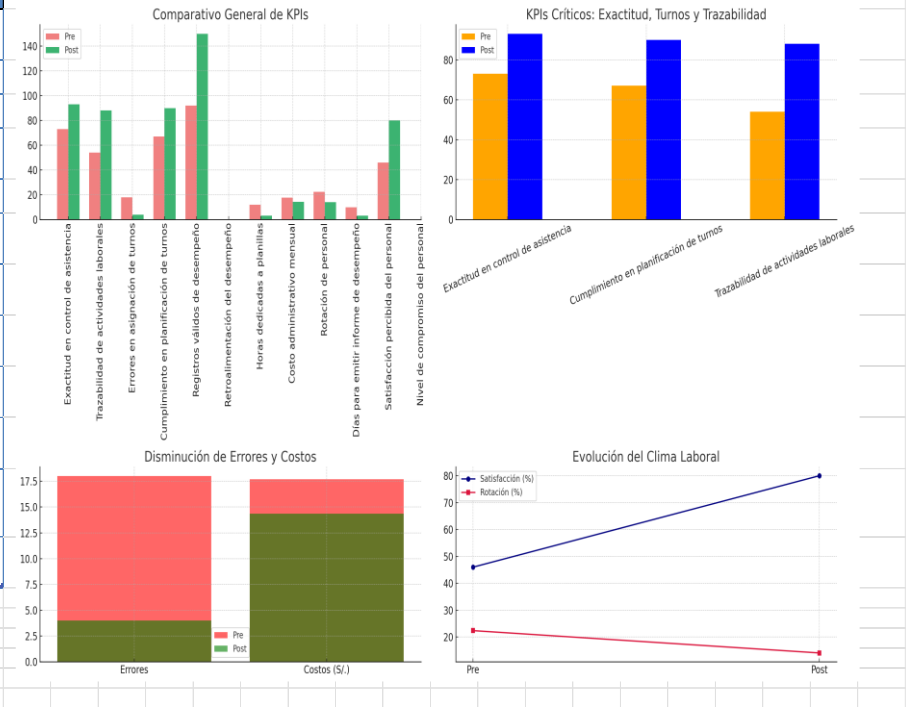 Comparativo General de KPIs
Pre
Post
140
120
100
80
60
40
20
0
Exactitud en control de asistencia
Trazabilidad de actividades laborales
Errores en asignación de turnos
Cumplimiento en planificación de turnos
Registros válidos de desempeño
Retroalimentación del desempeño
Horas dedicadas a planillas
Costo administrativo mensual
Rotación de personal
Días para emitir informe de desempeño
Satisfacción percibida del personal
Nivel de compromiso del personal
KPIs Críticos: Exactitud, Turnos y Trazabilidad
Pre
Post
80
60
40
20
0
Exactitud en control de asistencia
Cumplimiento en planificación de turnos
Trazabilidad de actividades laborales
Disminución de Errores y Costos
17.5
15.0
12.5
10.0
7.5
5.0
2.5
0.0
Pre
Post
Errores
Costos (S/.)
Evolución del Clima Laboral
Satisfacción (%)
Rotación (%)
80
70
60
50
40
30
20
Pre
Post